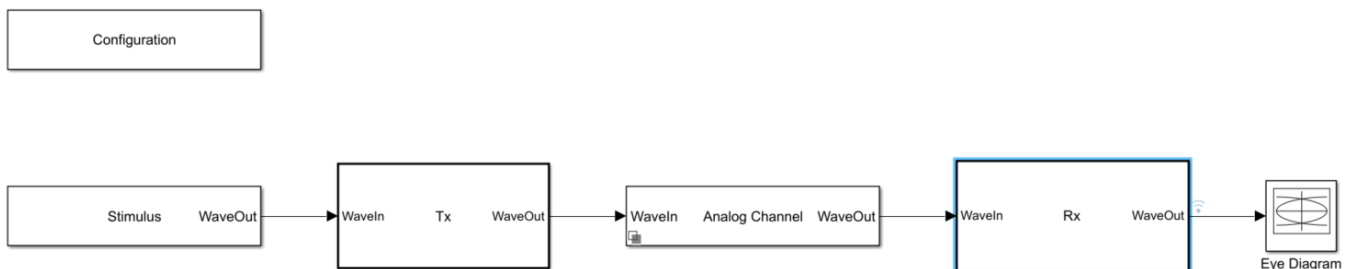 Configuration
Stimulus WaveOut
WaveIn Tx WaveOut
WaveIn Analog Channel WaveOut
WaveIn Rx WaveOut
Eye Diagram